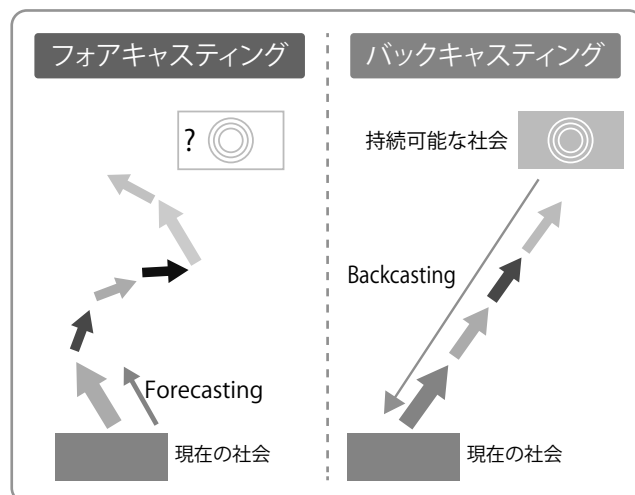 フォアキャスティング
?
Forecasting
現在の社会
バックキャスティング
持続可能な社会
Backcasting
現在の社会